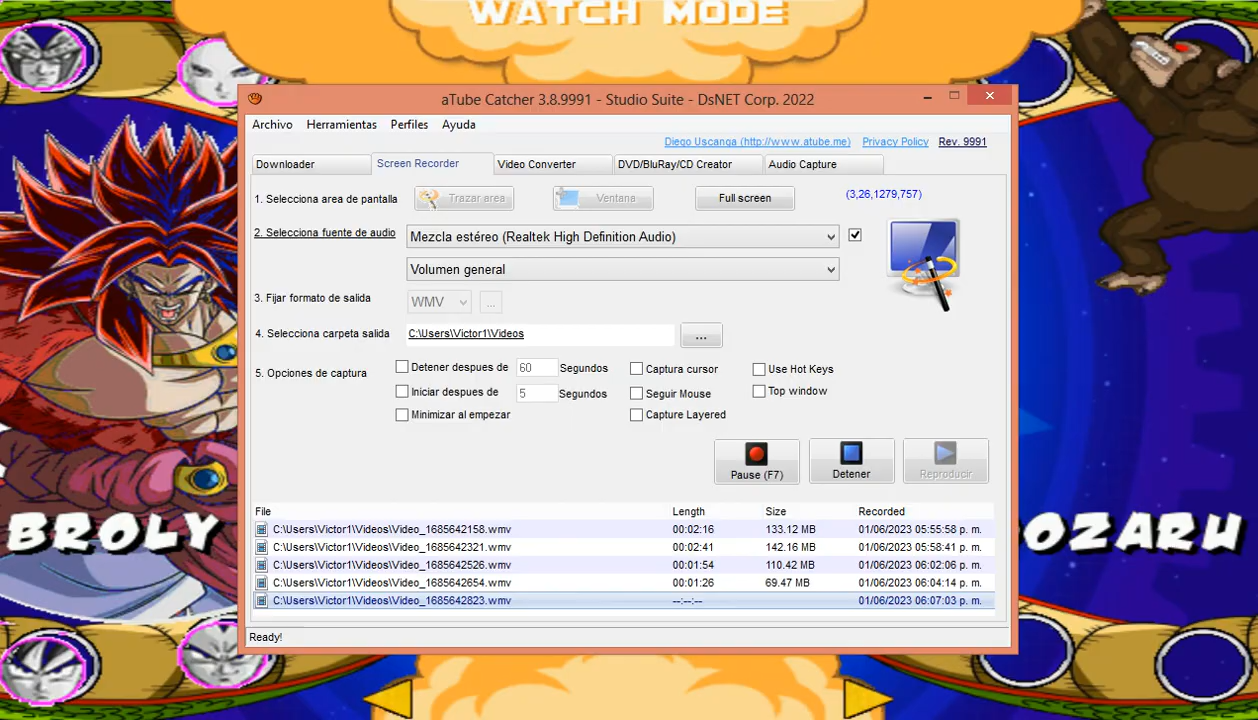 WATCH MODE
aTube Catcher 3.8.9991 - Studio Suite - DsNET Corp. 2022
Archivo Herramientas Perfiles Ayuda
Diego Uscanga (http://www.atube.me) Privacy Policy Rev. 9991
Downloader Screen Recorder Video Converter DVD/BluRay/CD Creator Audio Capture
1. Selecciona area de pantalla Trazar area Ventana Full screen (3,26,1279,757)
2. Selecciona fuente de audio Mezcla estéreo (Realtek High Definition Audio)
Volumen general
3. Fijar formato de salida WMV ...
4. Selecciona carpeta salida C:\Users\Victor1\Videos ...
5. Opciones de captura Detener despues de 60 Segundos Captura cursor Use Hot Keys
Iniciar despues de 5 Segundos Seguir Mouse Top window
Minimizar al empezar Capture Layered
Pause (F7) Detener Reproducir
File Length Size Recorded
C:\Users\Victor1\Videos\Video_1685642158.wmv 00:02:16 133.12 MB 01/06/2023 05:55:58 p. m.
C:\Users\Victor1\Videos\Video_1685642321.wmv 00:02:41 142.16 MB 01/06/2023 05:58:41 p. m.
C:\Users\Victor1\Videos\Video_1685642526.wmv 00:01:54 110.42 MB 01/06/2023 06:02:06 p. m.
C:\Users\Victor1\Videos\Video_1685642654.wmv 00:01:26 69.47 MB 01/06/2023 06:04:14 p. m.
C:\Users\Victor1\Videos\Video_1685642823.wmv --:--:-- 01/06/2023 06:07:03 p. m.
Ready!
BROLY
OZARU